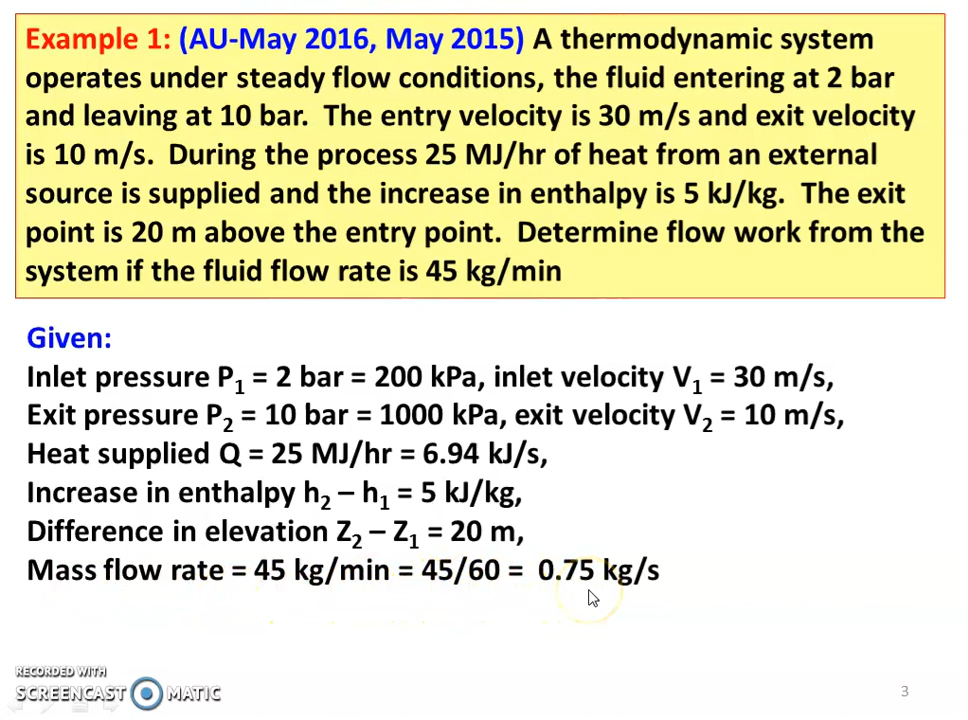 Example 1: (AU-May 2016, May 2015) A thermodynamic system
operates under steady flow conditions, the fluid entering at 2 bar
and leaving at 10 bar. The entry velocity is 30 m/s and exit velocity
is 10 m/s. During the process 25 MJ/hr of heat from an external
source is supplied and the increase in enthalpy is 5 kJ/kg. The exit
point is 20 m above the entry point. Determine flow work from the
system if the fluid flow rate is 45 kg/min
Given:
Inlet pressure P₁ = 2 bar = 200 kPa, inlet velocity V₁ = 30 m/s,
Exit pressure P₂ = 10 bar = 1000 kPa, exit velocity V₂ = 10 m/s,
Heat supplied Q = 25 MJ/hr = 6.94 kJ/s,
Increase in enthalpy h₂ – h₁ = 5 kJ/kg,
Difference in elevation Z₂ – Z₁ = 20 m,
Mass flow rate = 45 kg/min = 45/60 = 0.75 kg/s
RECORDED WITH
SCREENCAST MATIC
3